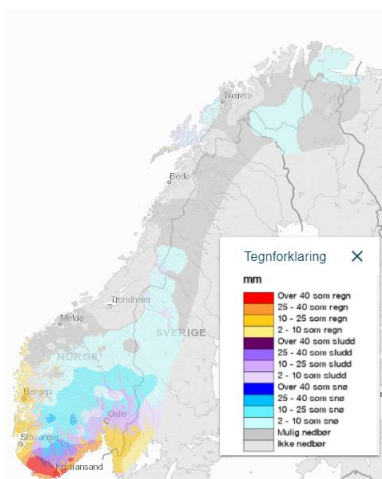 Tromsø
Bodø
Trondheim
Molde
SVERIGE
NORGE
Bergen
Oslo
Stavanger
Kristiansand
Tegnforklaring
mm
Over 40 som regn
25 - 40 som regn
10 - 25 som regn
2 - 10 som regn
Over 40 som sludd
25 - 40 som sludd
10 - 25 som sludd
2 - 10 som sludd
Over 40 som snø
25 - 40 som snø
10 - 25 som snø
2 - 10 som snø
Mulig nedbør
Ikke nedbør